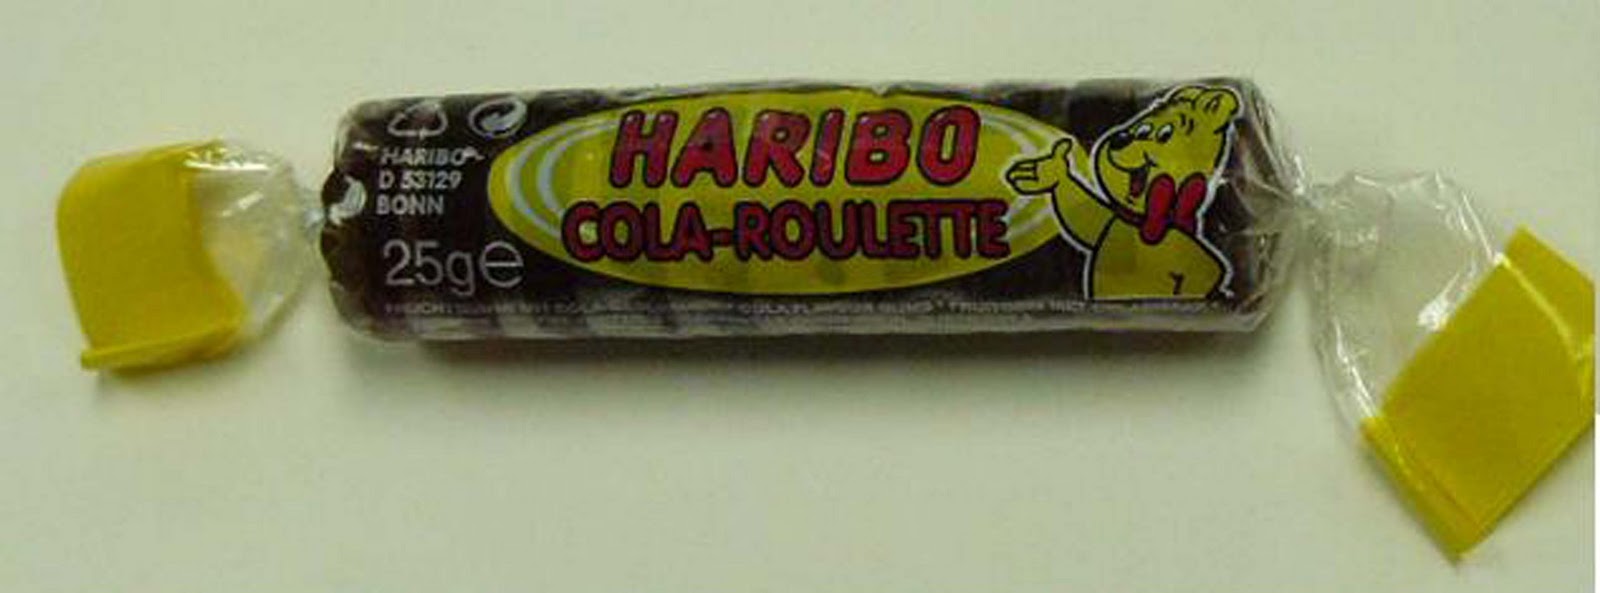 HARIBO
D 53129
BONN
25g e
HARIBO
COLA-ROULETTE